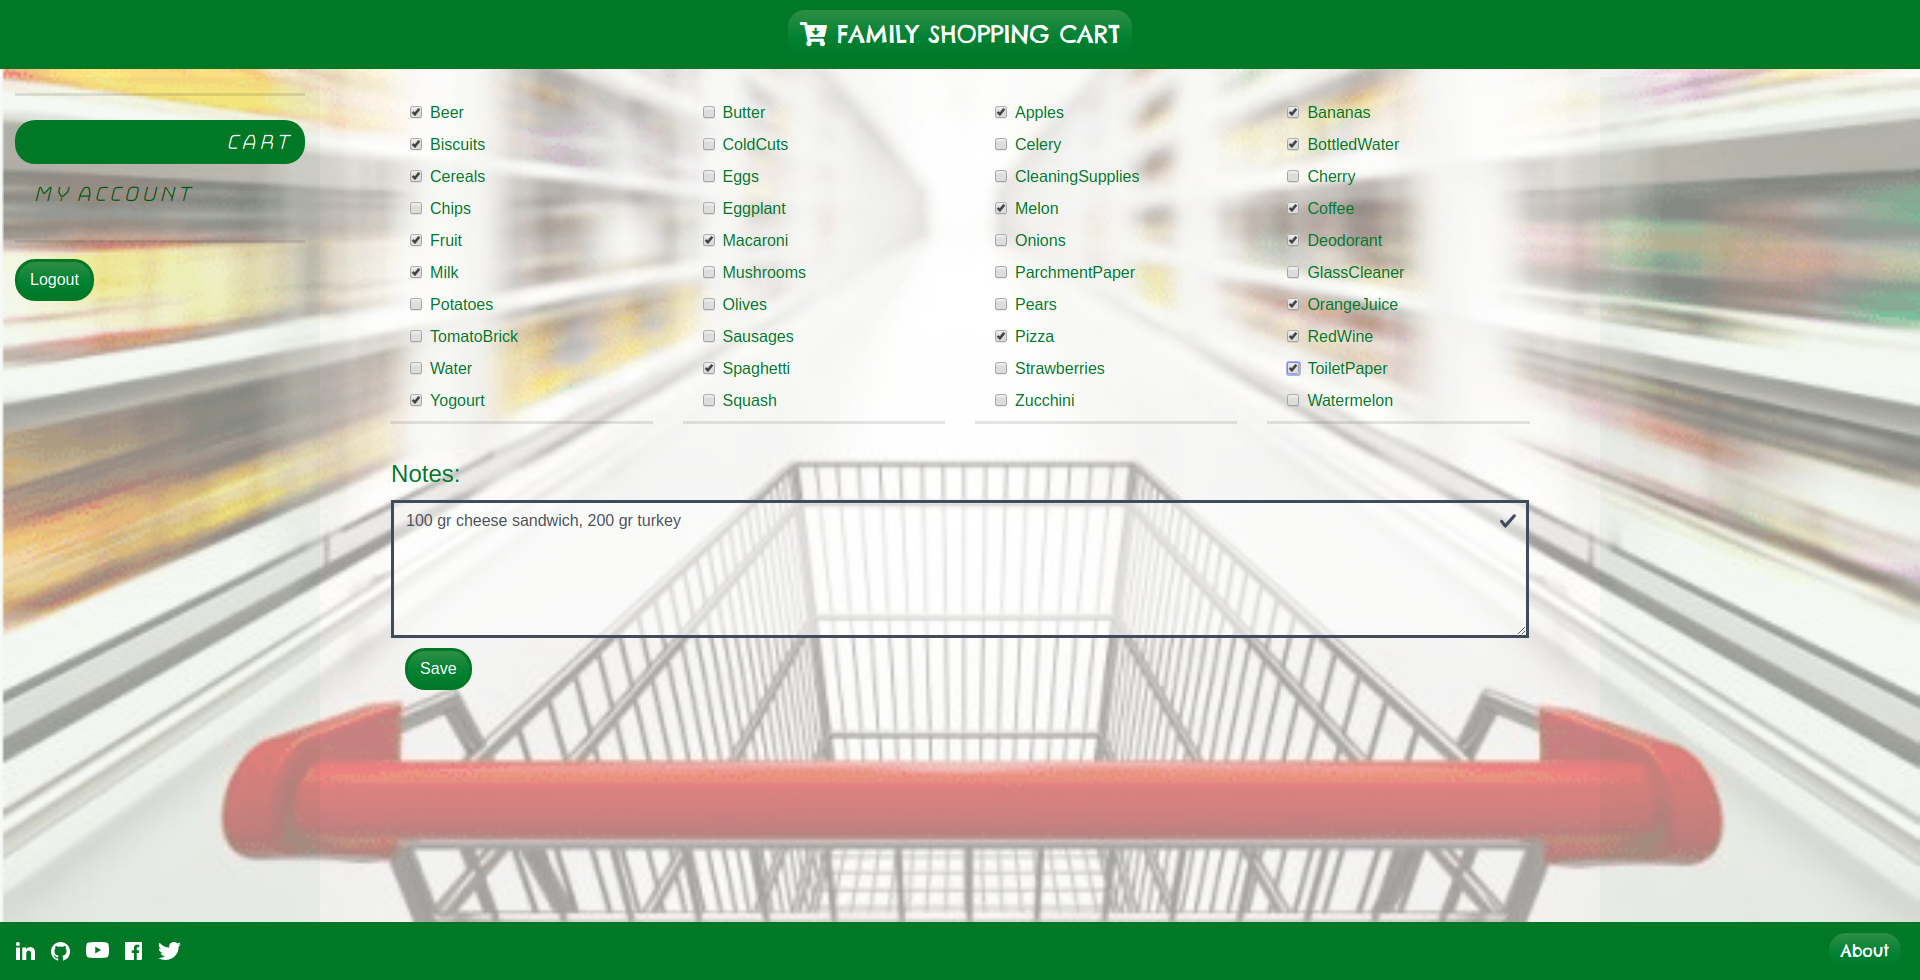 FAMILY SHOPPING CART
CART
MY ACCOUNT
Logout
Beer
Biscuits
Cereals
Chips
Fruit
Milk
Potatoes
TomatoBrick
Water
Yogourt
Butter
ColdCuts
Eggs
Eggplant
Macaroni
Mushrooms
Olives
Sausages
Spaghetti
Squash
Apples
Celery
CleaningSupplies
Melon
Onions
ParchmentPaper
Pears
Pizza
Strawberries
Zucchini
Bananas
BottledWater
Cherry
Coffee
Deodorant
GlassCleaner
OrangeJuice
RedWine
ToiletPaper
Watermelon
Notes:
100 gr cheese sandwich, 200 gr turkey
Save
About